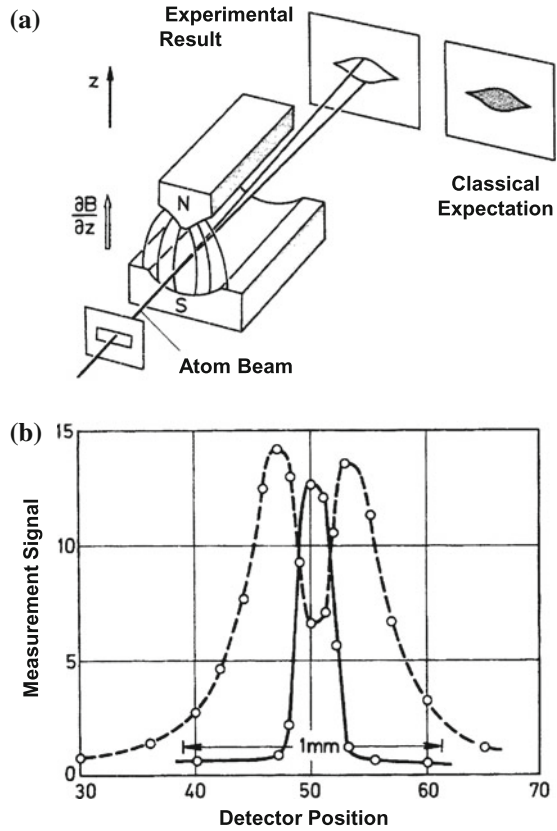 (a)
Experimental
Result
z
∂B
∂z
N
S
Classical
Expectation
Atom Beam
(b)
Measurement Signal
15
10
5
0
1mm
30
40
50
60
70
Detector Position